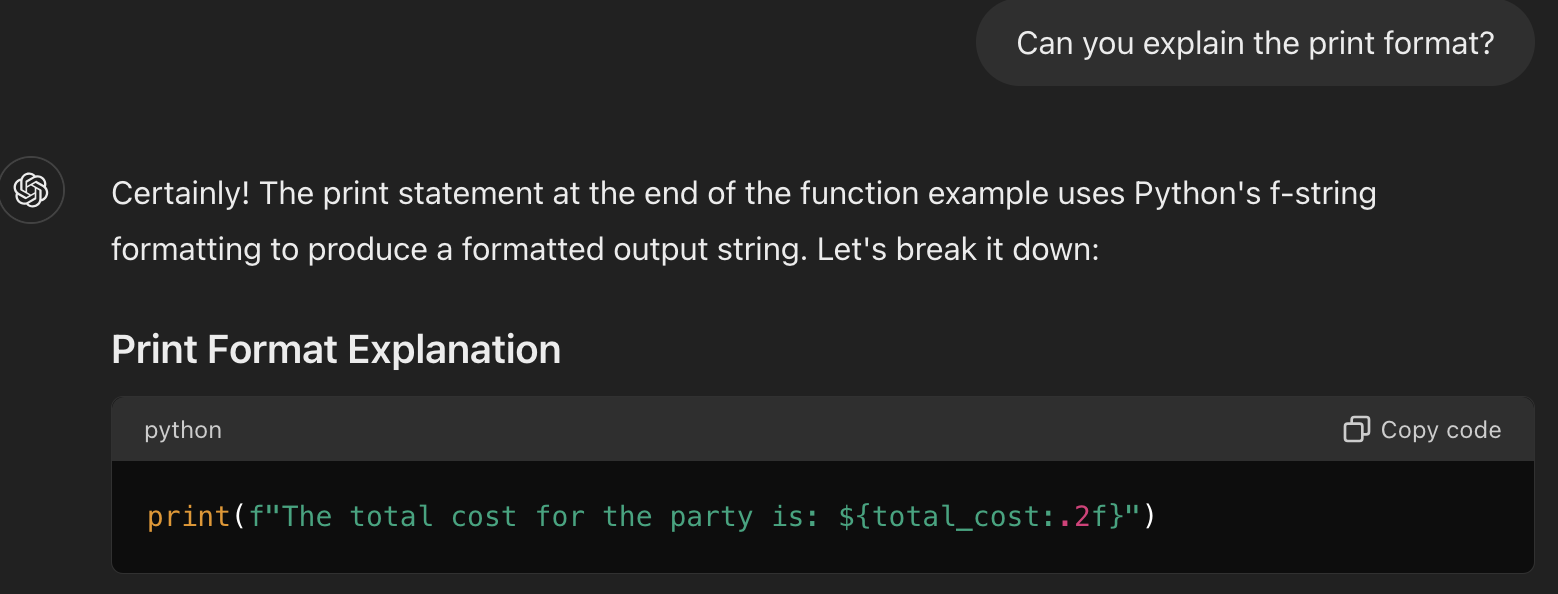 Can you explain the print format?
Certainly! The print statement at the end of the function example uses Python's f-string
formatting to produce a formatted output string. Let's break it down:
Print Format Explanation
python
Copy code
print(f"The total cost for the party is: ${total_cost:.2f}")